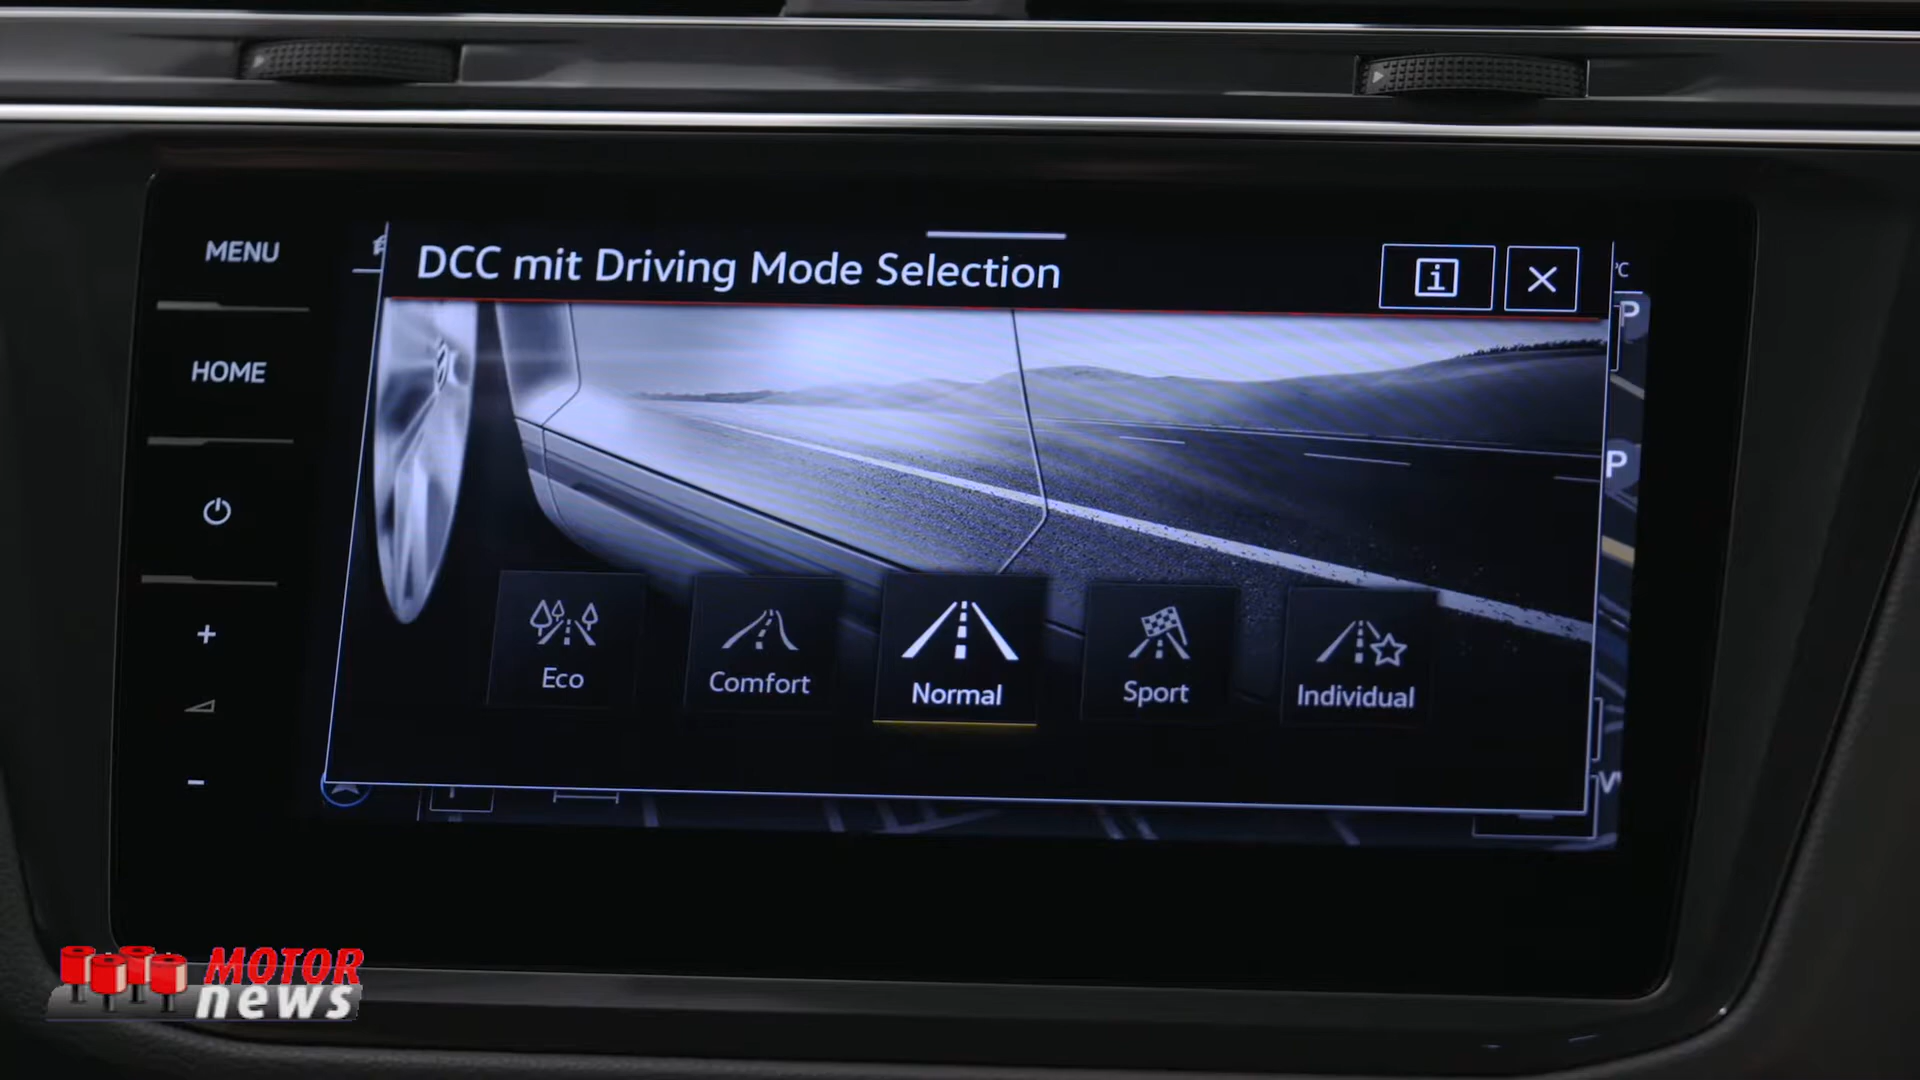 MENU
HOME
+
-
DCC mit Driving Mode Selection
i
°C
P
P
Eco
Comfort
Normal
Sport
Individual
MOTOR
news